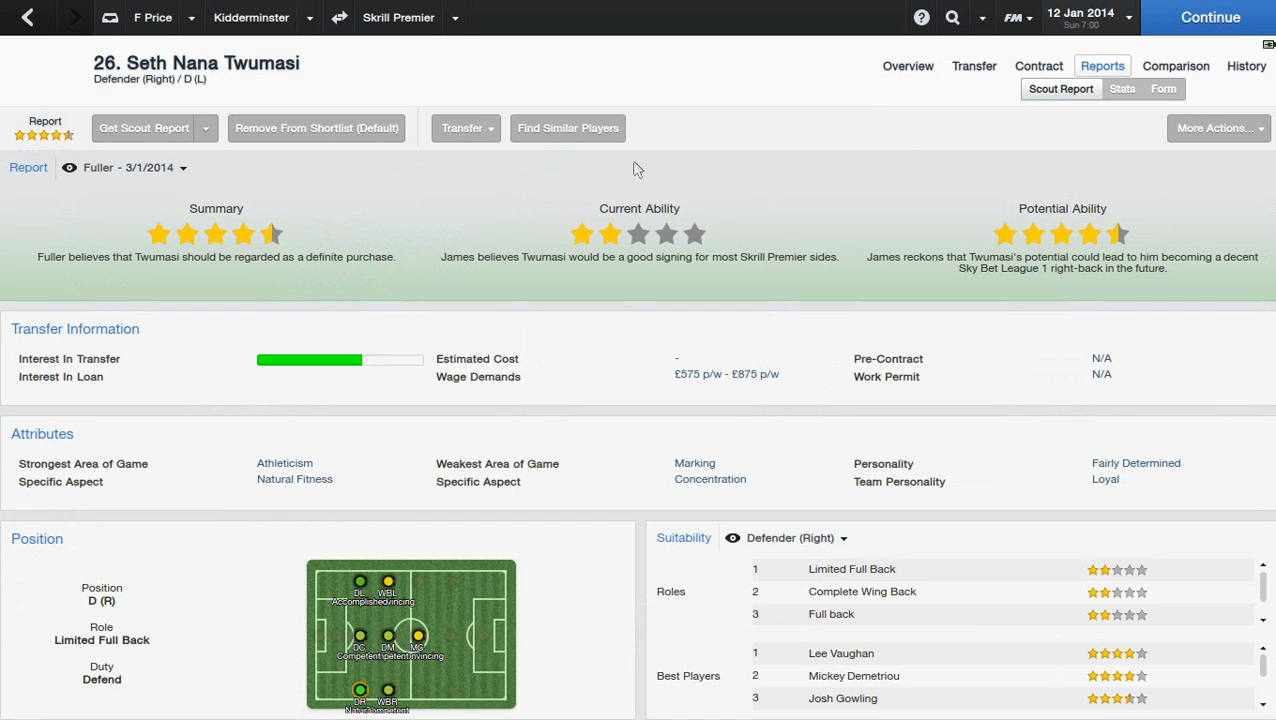 F Price
Kidderminster
Skrill Premier
?
FM
12 Jan 2014
Sun 7:00
Continue
26. Seth Nana Twumasi
Defender (Right) / D (L)
Overview
Transfer
Contract
Reports
Comparison
History
Scout Report
Stats
Form
Report
Get Scout Report
Remove From Shortlist (Default)
Transfer
Find Similar Players
More Actions...
Report
Fuller - 3/1/2014
Summary
Current Ability
Potential Ability
Fuller believes that Twumasi should be regarded as a definite purchase.
James believes Twumasi would be a good signing for most Skrill Premier sides.
James reckons that Twumasi's potential could lead to him becoming a decent
Sky Bet League 1 right-back in the future.
Transfer Information
Interest In Transfer
Estimated Cost
-
Pre-Contract
N/A
Interest In Loan
Wage Demands
£575 p/w - £875 p/w
Work Permit
N/A
Attributes
Strongest Area of Game
Athleticism
Weakest Area of Game
Marking
Personality
Fairly Determined
Specific Aspect
Natural Fitness
Specific Aspect
Concentration
Team Personality
Loyal
Position
Position
D (R)
Role
Limited Full Back
Duty
Defend
DL
WBL
Accomplished
DC
DM
MC
Competent
DR
WBR
Suitability
Defender (Right)
Roles
1 Limited Full Back
2 Complete Wing Back
3 Full back
Best Players
1 Lee Vaughan
2 Mickey Demetriou
3 Josh Gowling